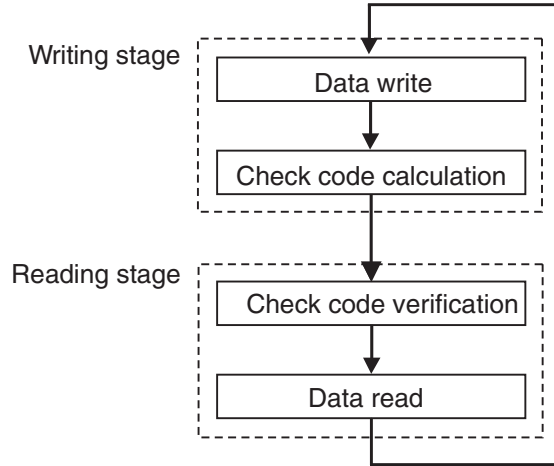 Writing stage
Data write
Check code calculation
Reading stage
Check code verification
Data read